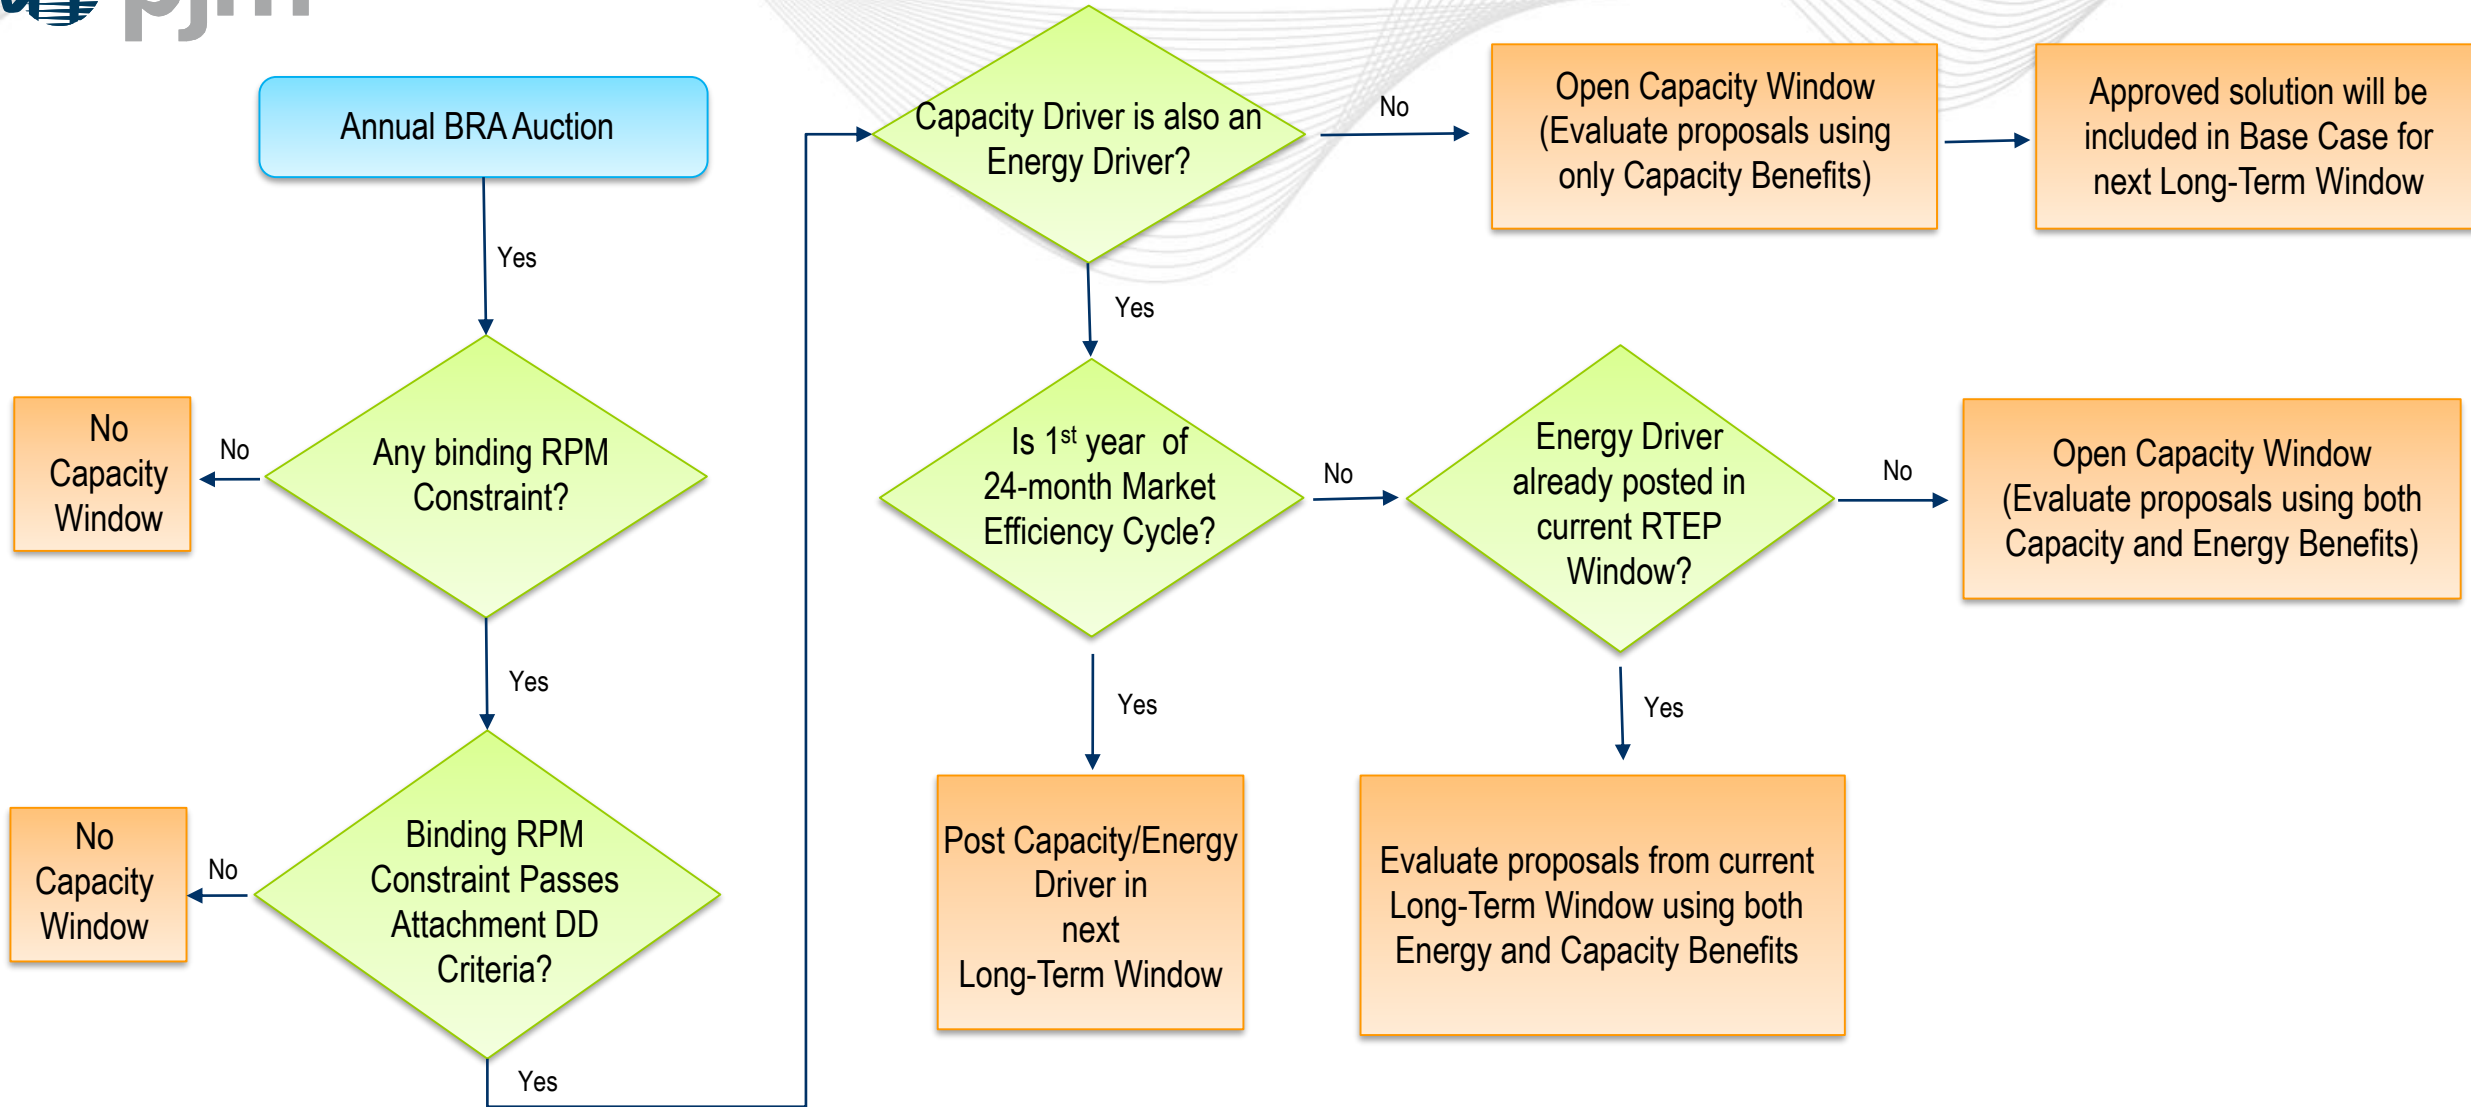 pjm
Annual BRA Auction
Yes
Any binding RPM
Constraint?
No
No
Capacity
Window
Yes
Binding RPM
Constraint Passes
Attachment DD
Criteria?
No
No
Capacity
Window
Yes
Capacity Driver is also an
Energy Driver?
No
Open Capacity Window
(Evaluate proposals using
only Capacity Benefits)
Approved solution will be
included in Base Case for
next Long-Term Window
Yes
Is 1st year of
24-month Market
Efficiency Cycle?
No
Energy Driver
already posted in
current RTEP
Window?
No
Open Capacity Window
(Evaluate proposals using both
Capacity and Energy Benefits)
Yes
Post Capacity/Energy
Driver in
next
Long-Term Window
Yes
Evaluate proposals from current
Long-Term Window using both
Energy and Capacity Benefits